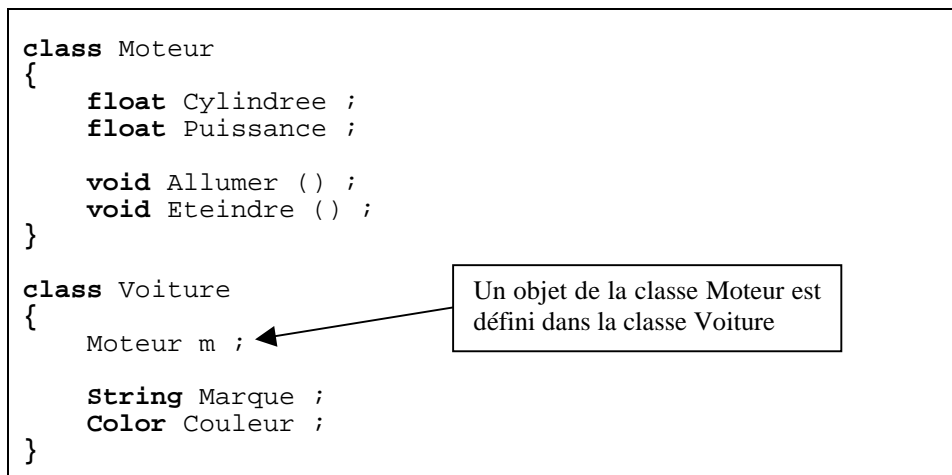 class Moteur
{
float Cylindree ;
float Puissance ;
void Allumer () ;
void Eteindre () ;
}
class Voiture
{
Moteur m ;
String Marque ;
Color Couleur ;
}
Un objet de la classe Moteur est
défini dans la classe Voiture